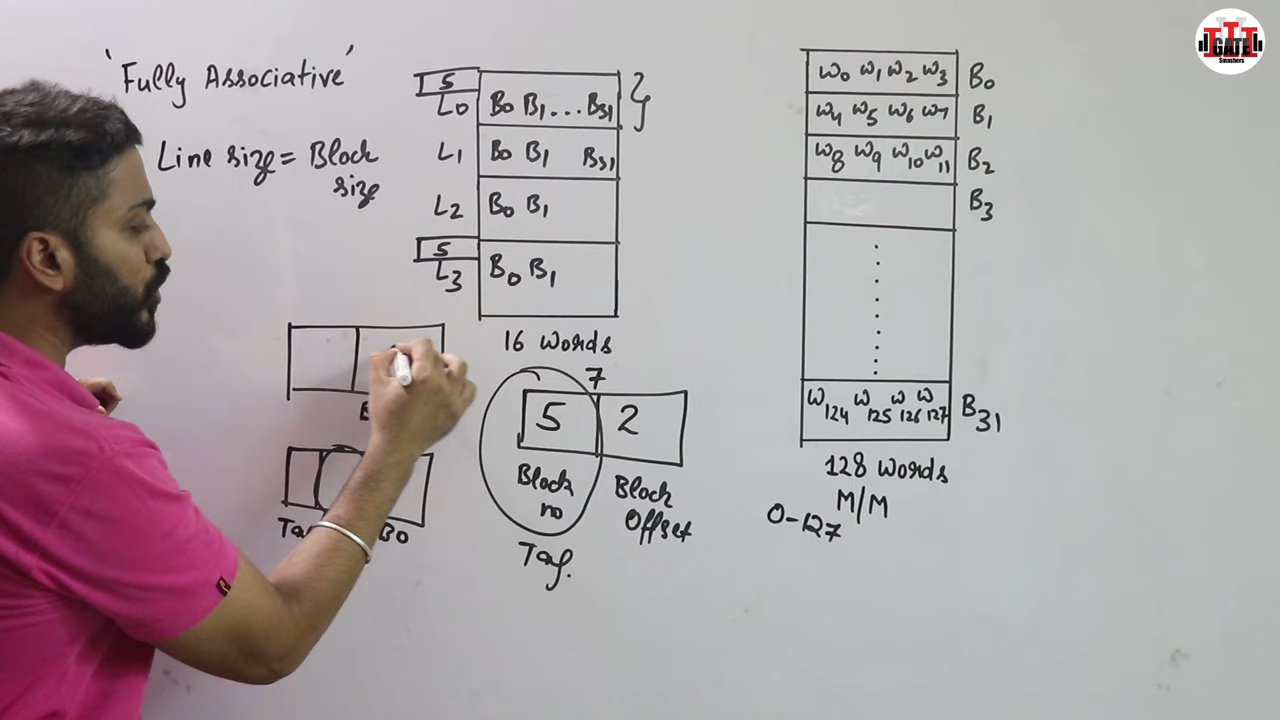 'Fully Associative'
Line size = Block
size
5
L0 B0 B1 . . . B31
L1 B0 B1 B31
L2 B0 B1
5
L3 B0 B1
16 words
7
5 2
Block
no
Block
Offset
Tag.
BO
W0 W1 W2 W3 B0
W4 W5 W6 W7 B1
W8 W9 W10 W11 B2
B3
W124 W125 W126 W127 B31
128 words
M/M
0-127
GATE
Smashers